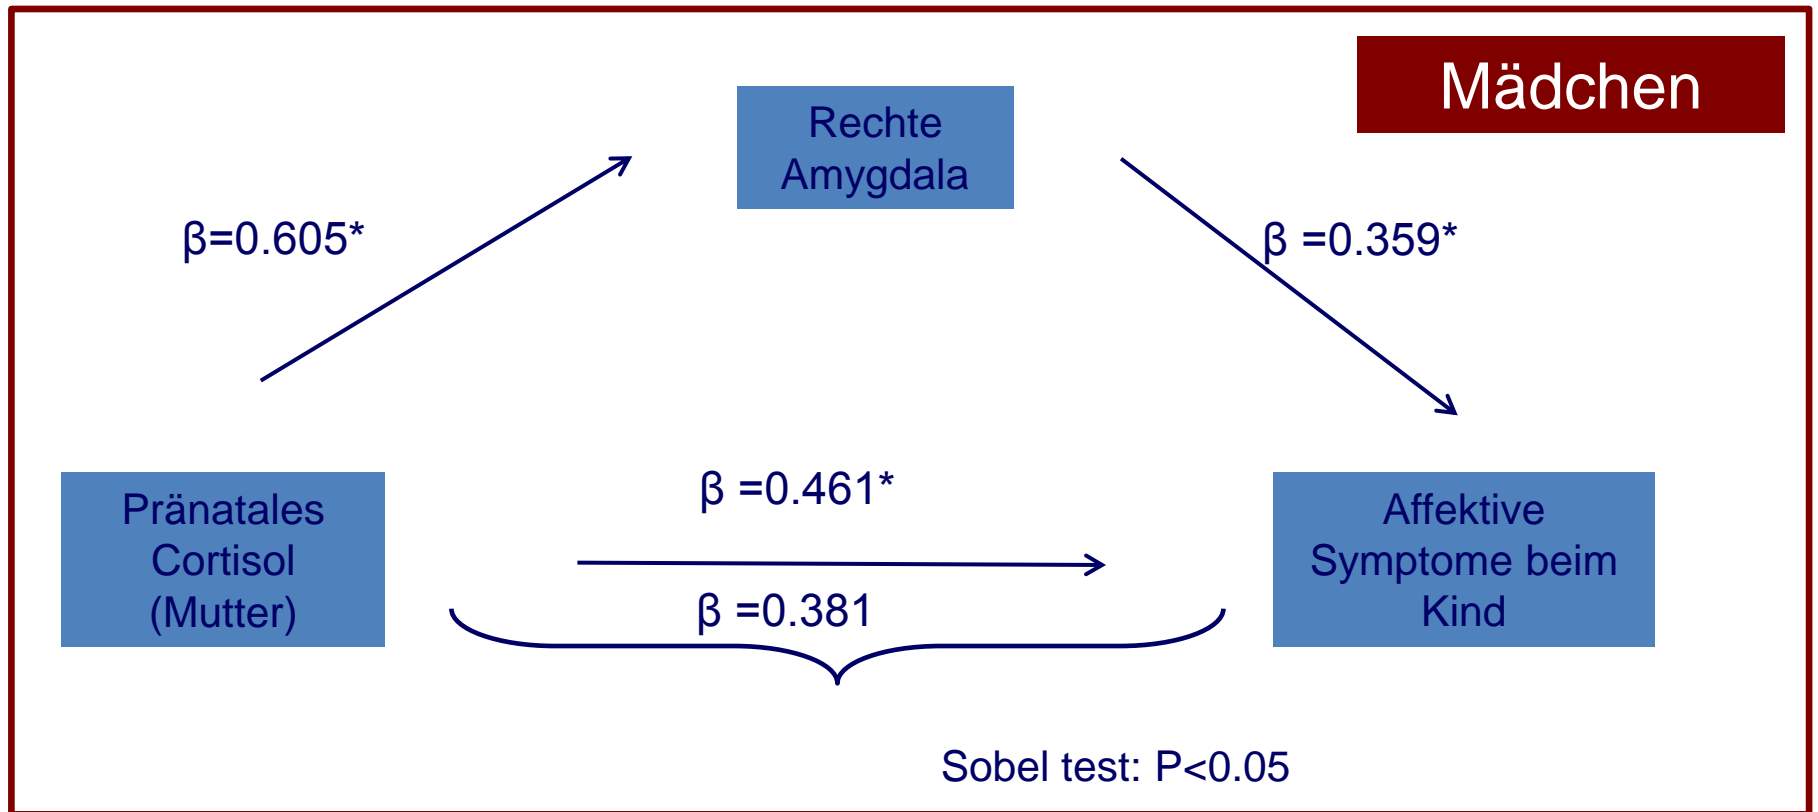 Mädchen
Rechte
Amygdala
β=0.605*
β =0.359*
β =0.461*
Pränatales
Cortisol
(Mutter)
Affektive
Symptome beim
Kind
β =0.381
Sobel test: P<0.05